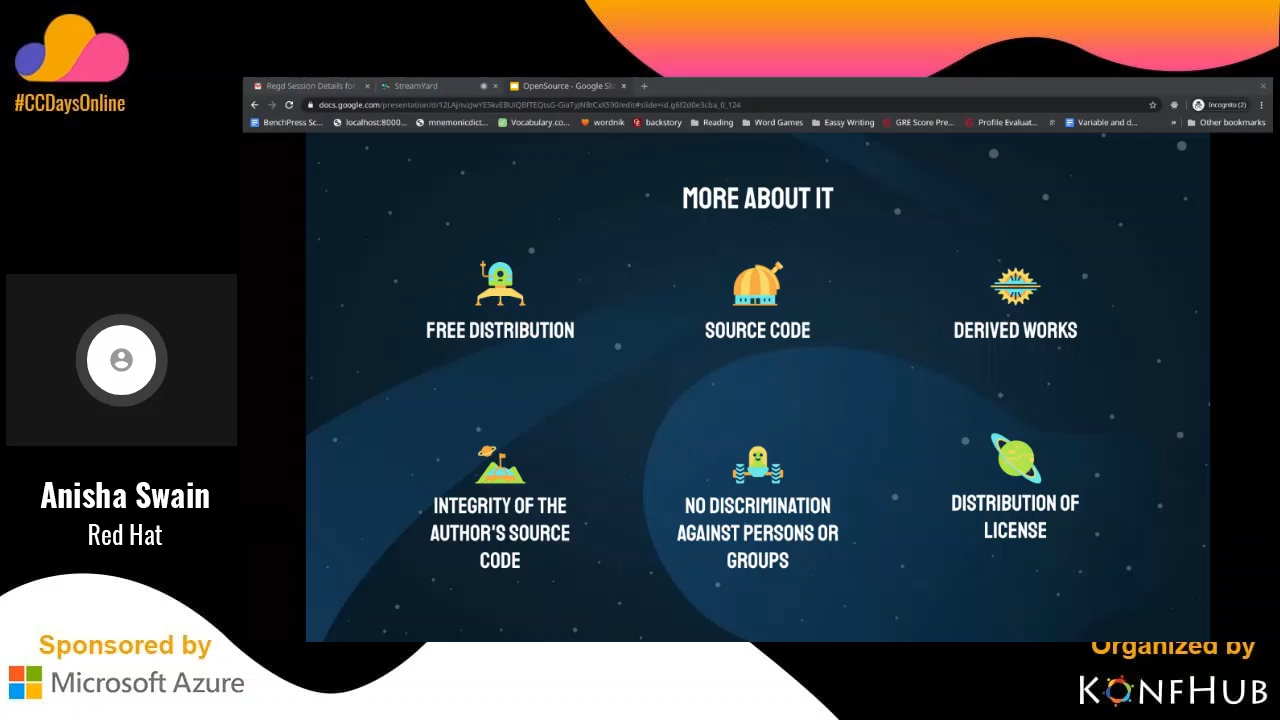 #CCDaysOnline
Regd Session Details for
StreamYard
OpenSource - Google Sli
Incognito (2)
BenchPress Sc...
localhost:8000...
mnemonicdict...
Vocabulary.co...
wordnik
backstory
Reading
Word Games
Eassy Writing
GRE Score Pre...
Profile Evaluat...
Variable and d...
»
Other bookmarks
MORE ABOUT IT
FREE DISTRIBUTION
SOURCE CODE
DERIVED WORKS
INTEGRITY OF THE
AUTHOR'S SOURCE
CODE
NO DISCRIMINATION
AGAINST PERSONS OR
GROUPS
DISTRIBUTION OF
LICENSE
Anisha Swain
Red Hat
Sponsored by
Microsoft Azure
Organized by
KONFHUB